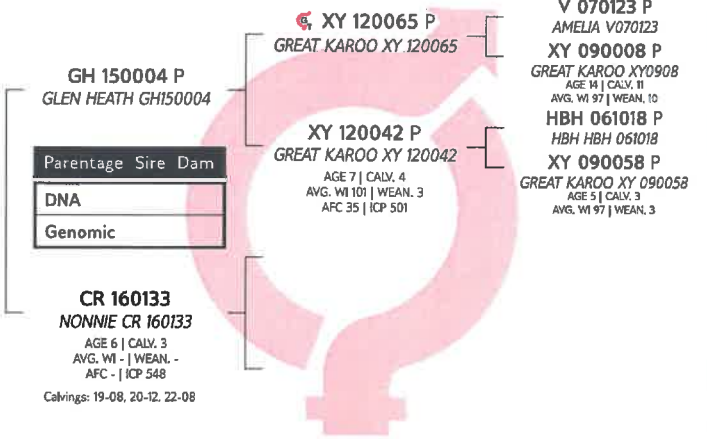 V 070123 P
AMELIA V070123
XY 090008 P
GREAT KAROO XY0908
AGE 14 | CALV. 11
AVG. WI 97 | WEAN. 10
HBH 061018 P
HBH HBH 061018
XY 090058 P
GREAT KAROO XY 090058
AGE 5 | CALV. 3
AVG. WI 97 | WEAN. 3
XY 120065 P
GREAT KAROO XY 120065
XY 120042 P
GREAT KAROO XY 120042
AGE 7 | CALV. 4
AVG. WI 101 | WEAN. 3
AFC 35 | ICP 501
GH 150004 P
GLEN HEATH GH150004
Parentage Sire Dam
DNA
Genomic
CR 160133
NONNIE CR 160133
AGE 6 | CALV. 3
AVG. WI - | WEAN. -
AFC - | ICP 548
Calvings: 19-08, 20-12, 22-08